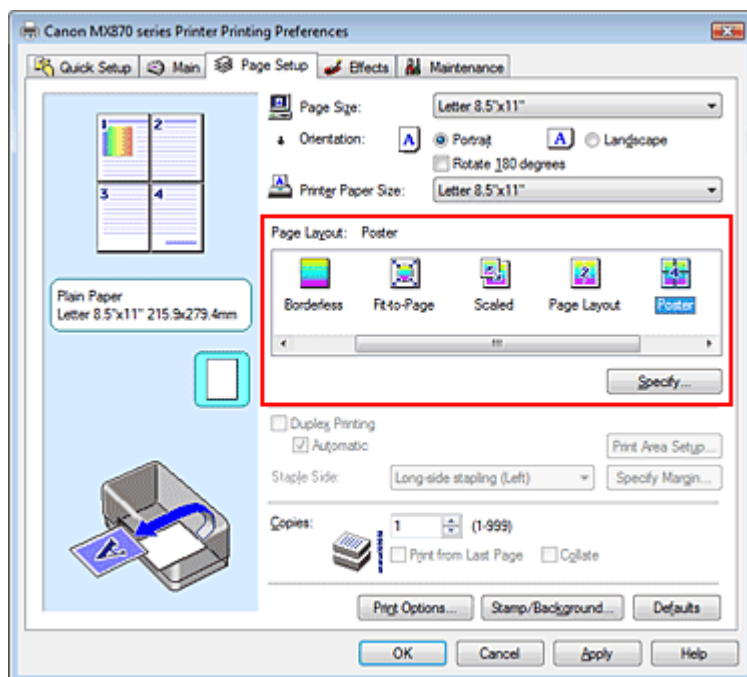 Canon MX870 series Printer Printing Preferences
Quick Setup Main Page Setup Effects Maintenance
1 2
3 4
Plain Paper
Letter 8.5"x11" 215.9x279.4mm
Page Size: Letter 8.5"x11"
Orientation: A Portrait A Landscape
Rotate 180 degrees
Printer Paper Size: Letter 8.5"x11"
Page Layout: Poster
Borderless Fit-to-Page Scaled Page Layout Poster
Specify...
Duplex Printing
Automatic Print Area Setup...
Staple Side: Long-side stapling (Left) Specify Margin...
Copies: 1 (1-999)
Print from Last Page Collate
Print Options... Stamp/Background... Defaults
OK Cancel Apply Help